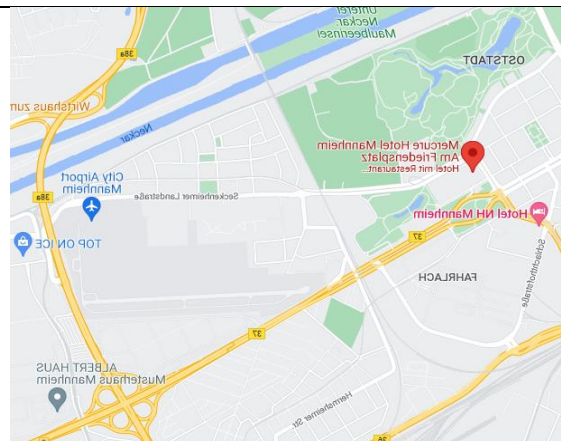 Unterer
Neckar
Maulbeerinsel
38a
OSTSTADT
Wirtshaus zum
Neckar
Mercure Hotel Mannheim
Am Friedensplatz
Hotel mit Restaurant...
City Airport
Mannheim
38a
Seckenheimer Landstraße
Hotel NH Mannheim
TOP ON ICE
37
Schlachthofstraße
FAHRLACH
37
ALBERT HAUS
Musterhaus Mannheim
Hermsheimer Str.
36